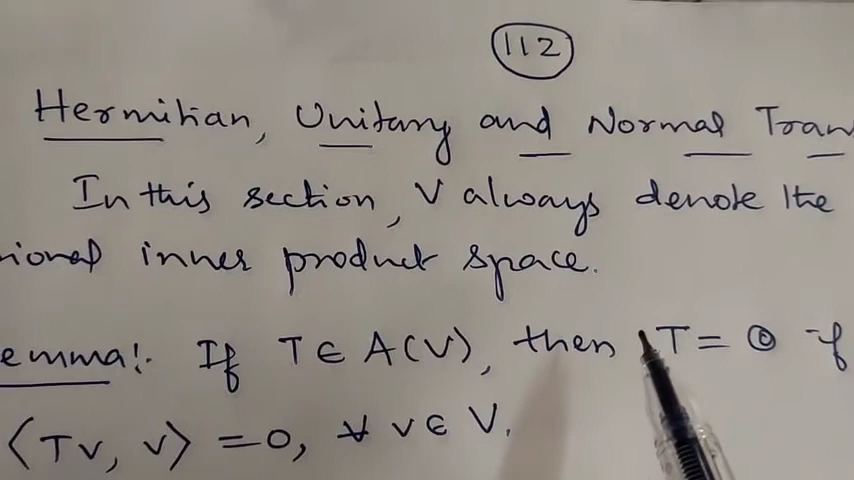 112
Hermitian, Unitary and Normal Tran
In this section, V always denote the
ional inner product space.
emma:- If T ∈ A(V), then T = 0 if
⟨Tv, v⟩ = 0, ∀ v ∈ V.